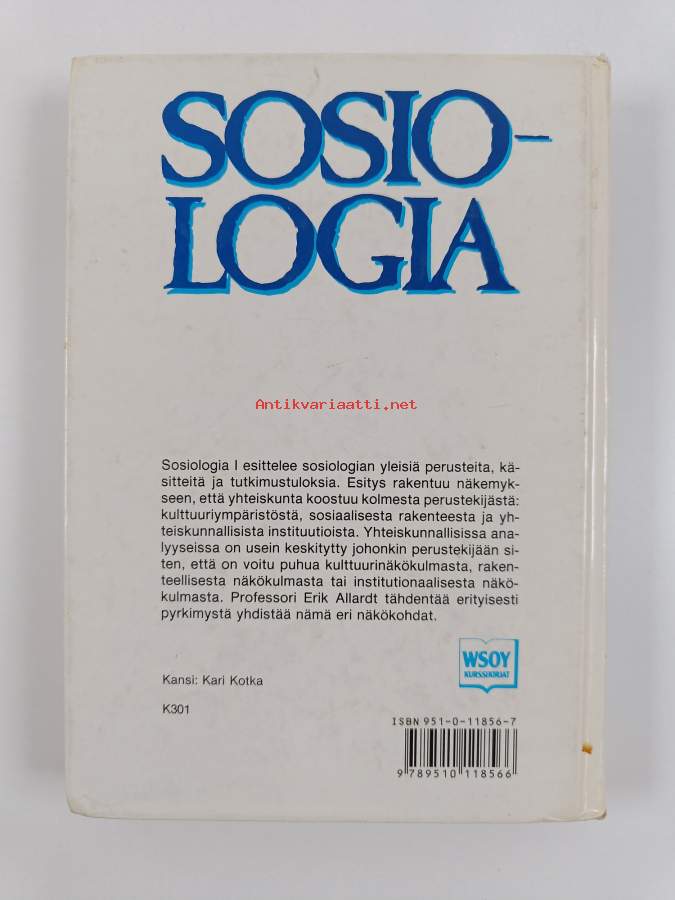 SOSIO-
LOGIA
Antikvariaatti.net
Sosiologia I esittelee sosiologian yleisiä perusteita, kä-
sitteitä ja tutkimustuloksia. Esitys rakentuu näkemyk-
seen, että yhteiskunta koostuu kolmesta perustekijästä:
kulttuuriympäristöstä, sosiaalisesta rakenteesta ja yh-
teiskunnallisista instituutioista. Yhteiskunnallisissa ana-
lyyseissa on usein keskitytty johonkin perustekijään si-
ten, että on voitu puhua kulttuurinäkökulmasta, raken-
teellisesta näkökulmasta tai institutionaalisesta näkö-
kulmasta. Professori Erik Allardt tähdentää erityisesti
pyrkimystä yhdistää nämä eri näkökohdat.
WSOY
KURSSIKIRJAT
Kansi: Kari Kotka
K301
ISBN 951-0-11856-7
9 789510 118566